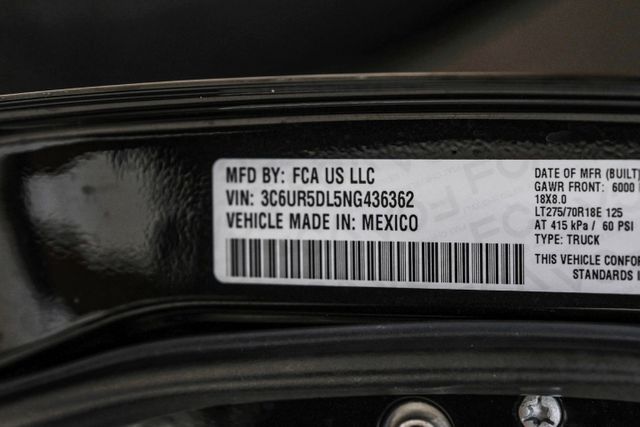 MFD BY: FCA US LLC
VIN: 3C6UR5DL5NG436362
VEHICLE MADE IN: MEXICO
DATE OF MFR (BUILT)
GAWR FRONT: 6000
18X8.0
LT275/70R18E 125
AT 415 kPa / 60 PSI
TYPE: TRUCK
THIS VEHICLE CONFOR
STANDARDS I